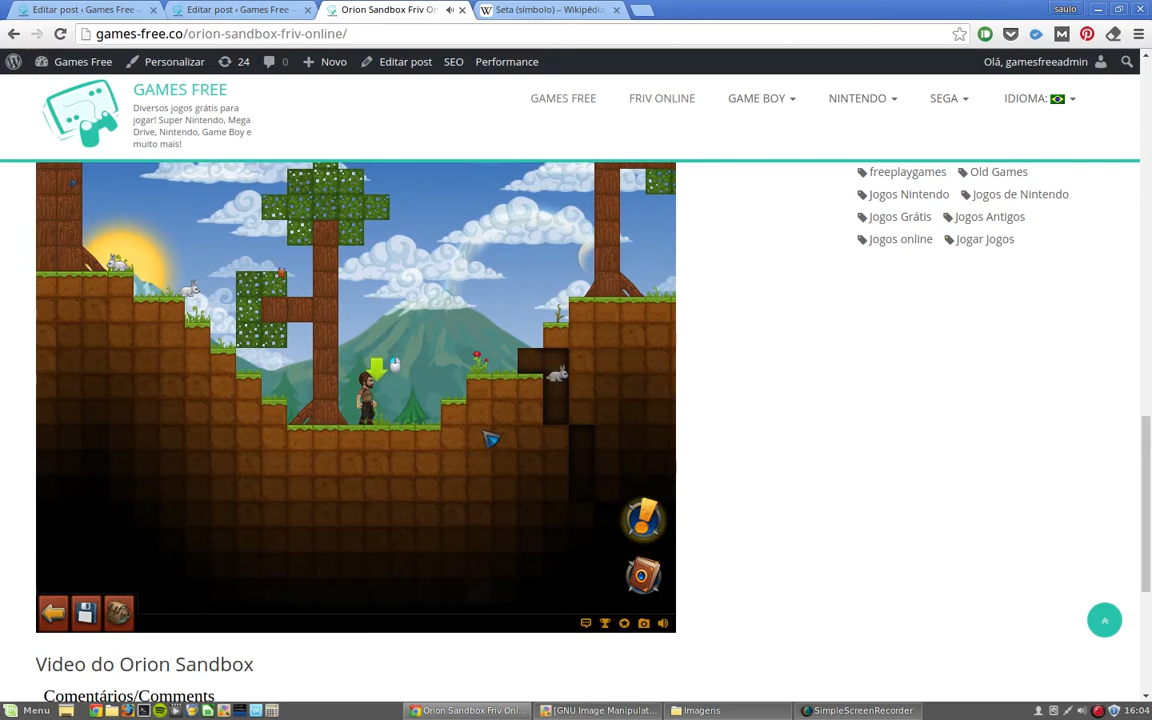 Editar post ‹ Games Free –
Editar post ‹ Games Free –
Orion Sandbox Friv On
Seta (símbolo) – Wikipédia
saulo
games-free.co/orion-sandbox-friv-online/
Games Free
Personalizar
24
0
Novo
Editar post
SEO
Performance
Olá, gamesfreeadmin
GAMES FREE
Diversos jogos grátis para
jogar! Super Nintendo, Mega
Drive, Nintendo, Game Boy e
muito mais!
GAMES FREE
FRIV ONLINE
GAME BOY
NINTENDO
SEGA
IDIOMA:
freeplaygames
Old Games
Jogos Nintendo
Jogos de Nintendo
Jogos Grátis
Jogos Antigos
Jogos online
Jogar Jogos
Video do Orion Sandbox
Comentários/Comments
Menu
Orion Sandbox Friv Onl...
[GNU Image Manipulat...
Imagens
SimpleScreenRecorder
16:04